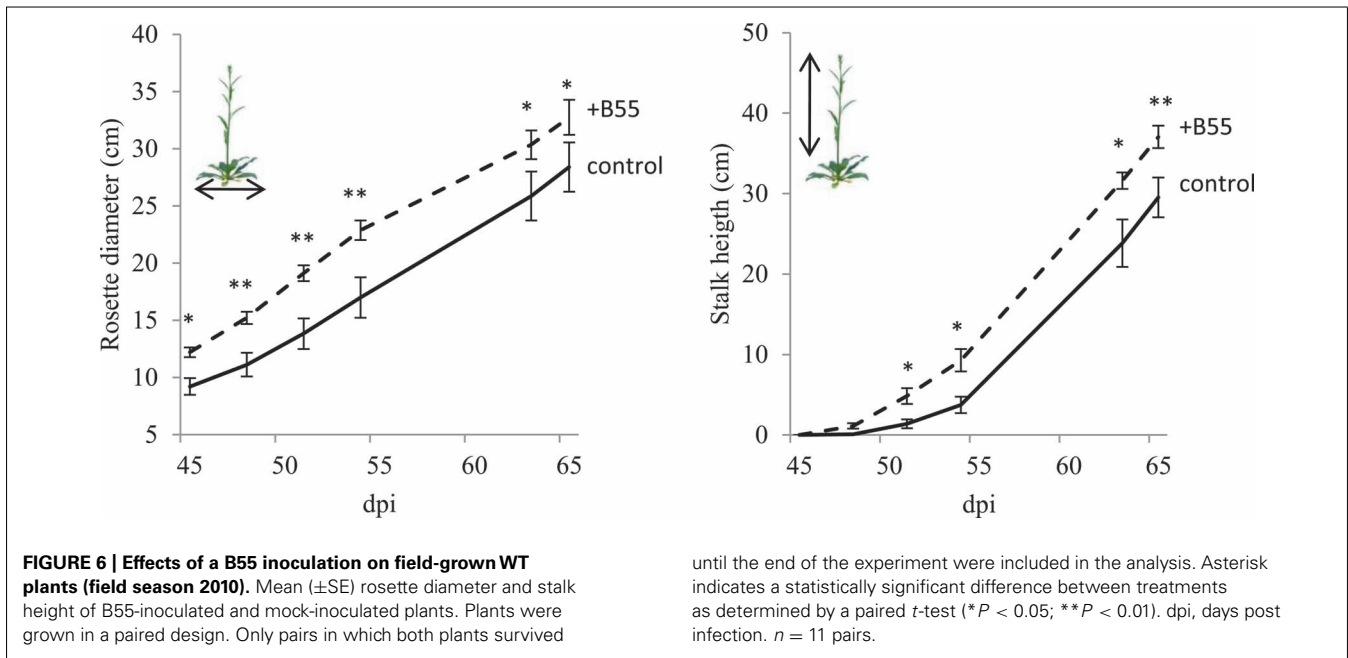 40
35
30
25
20
15
10
5
Rosette diameter (cm)
*
**
**
**
*
*
+B55
control
45 50 55 60 65
dpi
50
40
30
20
10
0
Stalk heigth (cm)
*
*
*
**
+B55
control
45 50 55 60 65
dpi
FIGURE 6 | Effects of a B55 inoculation on field-grown WT
plants (field season 2010). Mean (±SE) rosette diameter and stalk
height of B55-inoculated and mock-inoculated plants. Plants were
grown in a paired design. Only pairs in which both plants survived
until the end of the experiment were included in the analysis. Asterisk
indicates a statistically significant difference between treatments
as determined by a paired t-test (*P < 0.05; **P < 0.01). dpi, days post
infection. n = 11 pairs.